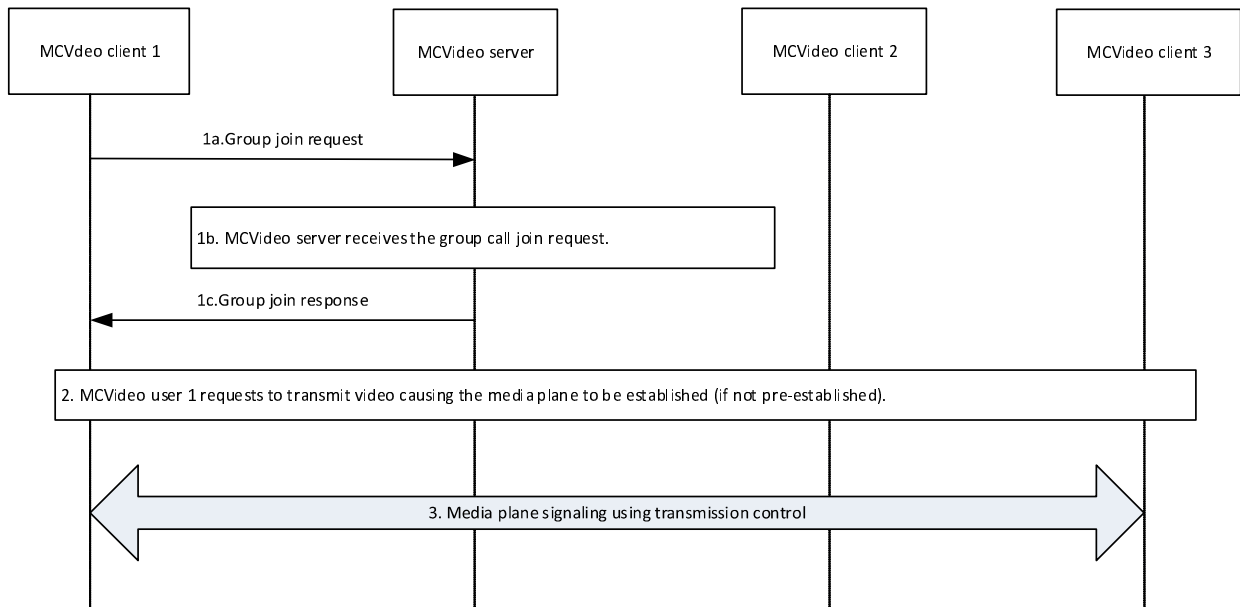 MCVdeo client 1
MCVideo server
MCVideo client 2
MCVideo client 3
1a.Group join request
1b. MCVideo server receives the group call join request.
1c.Group join response
2. MCVideo user 1 requests to transmit video causing the media plane to be established (if not pre-established).
3. Media plane signaling using transmission control